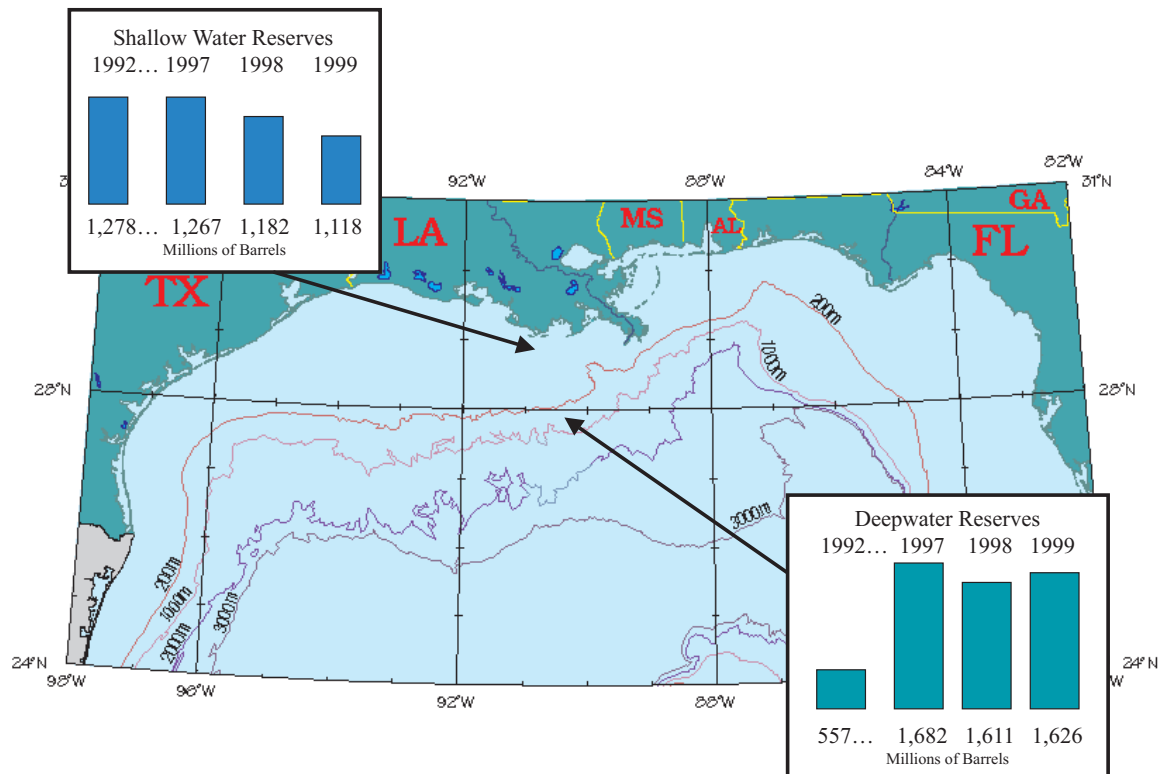 Shallow Water Reserves
1992… 1997 1998 1999
1,278… 1,267 1,182 1,118
Millions of Barrels
92°W 88°W 84°W 82°W
31°N
TX LA MS AL FL GA
200m
1000m
28°N 28°N
3000m
200m
1000m
2000m
3000m
24°N 24°N
98°W 96°W 92°W 88°W
Deepwater Reserves
1992… 1997 1998 1999
557… 1,682 1,611 1,626
Millions of Barrels